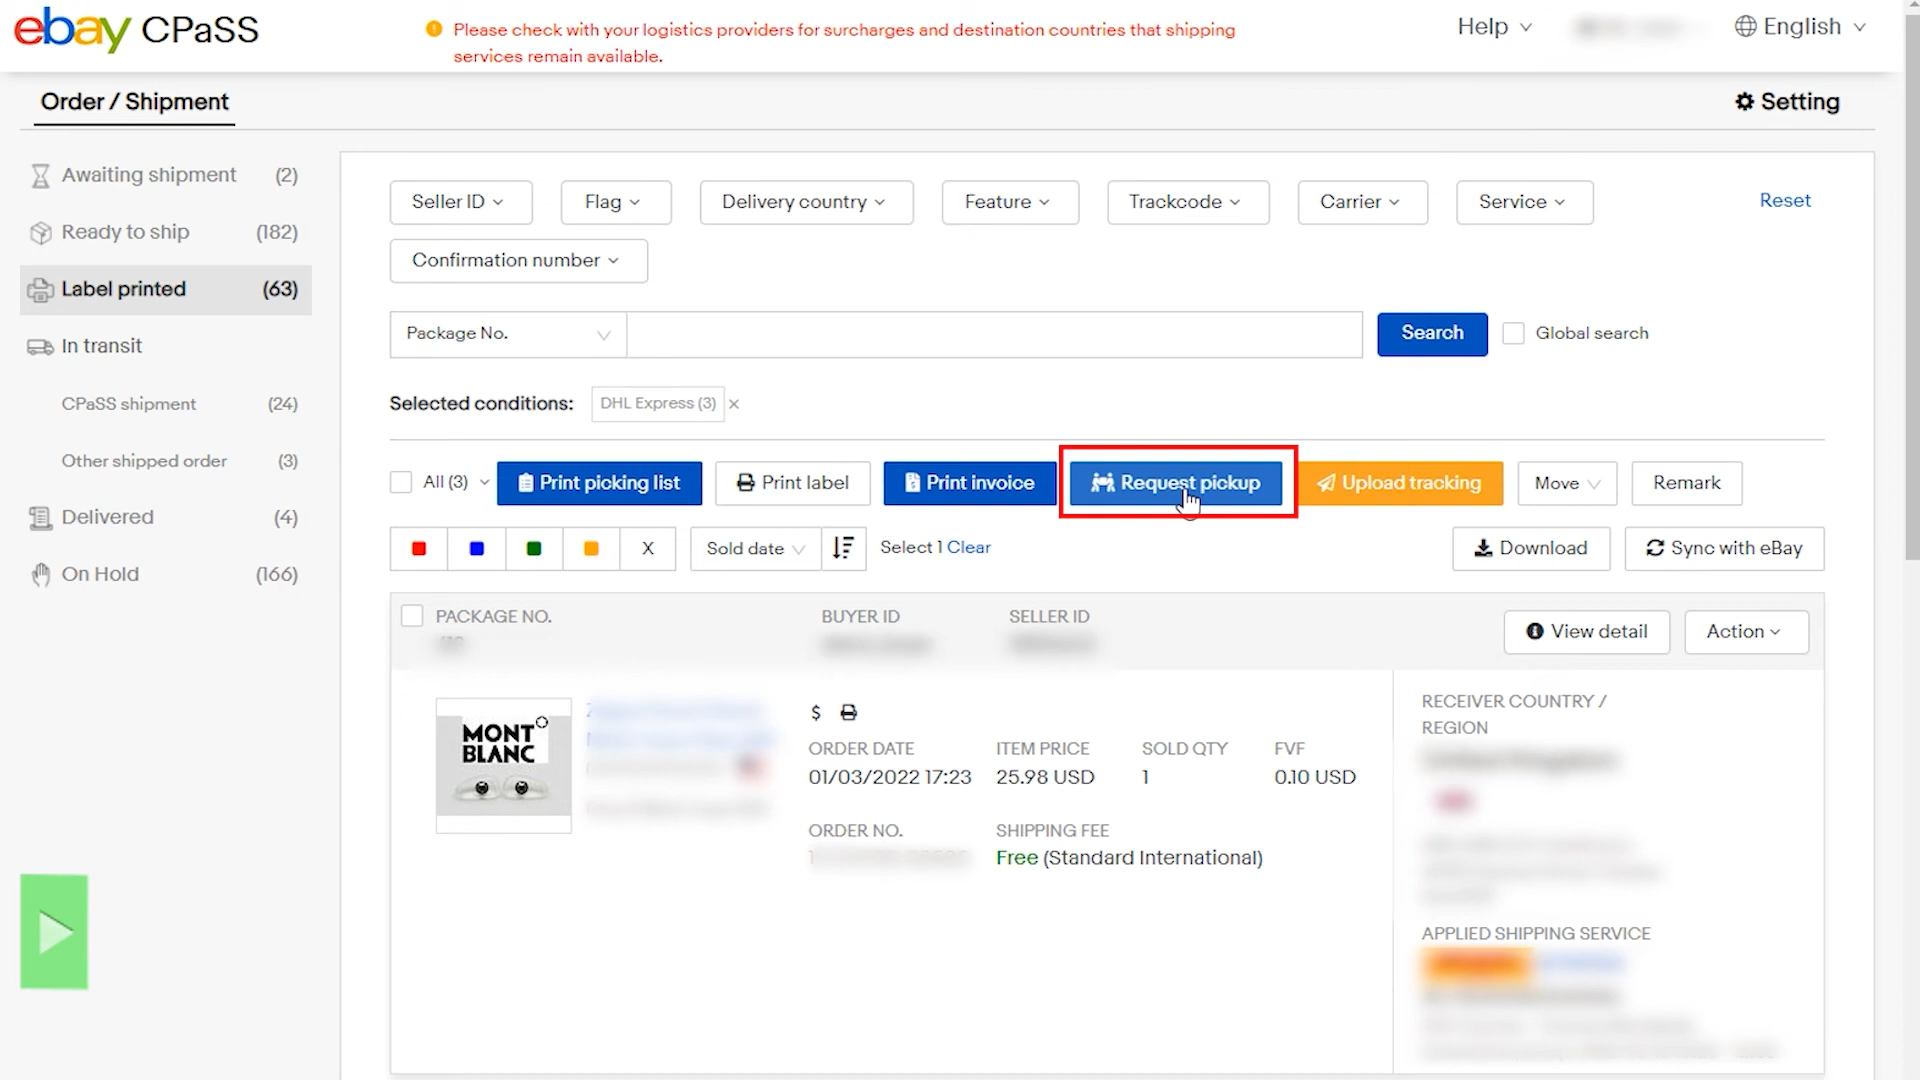 ebay CPaSS
Please check with your logistics providers for surcharges and destination countries that shipping
services remain available.
Help
English
Order / Shipment
Setting
Awaiting shipment (2)
Ready to ship (182)
Label printed (63)
In transit
CPaSS shipment (24)
Other shipped order (3)
Delivered (4)
On Hold (166)
Seller ID Flag Delivery country Feature Trackcode Carrier Service Reset
Confirmation number
Package No. Search Global search
Selected conditions: DHL Express (3) ×
All (3) Print picking list Print label Print invoice Request pickup Upload tracking Move Remark
X Sold date Select 1 Clear Download Sync with eBay
PACKAGE NO. BUYER ID SELLER ID View detail Action
MONT
BLANC
$
ORDER DATE ITEM PRICE SOLD QTY FVF
01/03/2022 17:23 25.98 USD 1 0.10 USD
ORDER NO. SHIPPING FEE
Free (Standard International)
RECEIVER COUNTRY /
REGION
APPLIED SHIPPING SERVICE